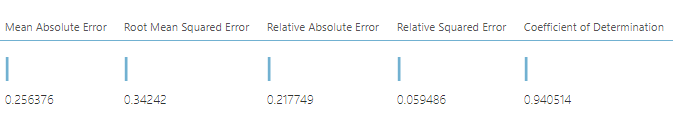 Mean Absolute Error Root Mean Squared Error Relative Absolute Error Relative Squared Error Coefficient of Determination
0.256376 0.34242 0.217749 0.059486 0.940514